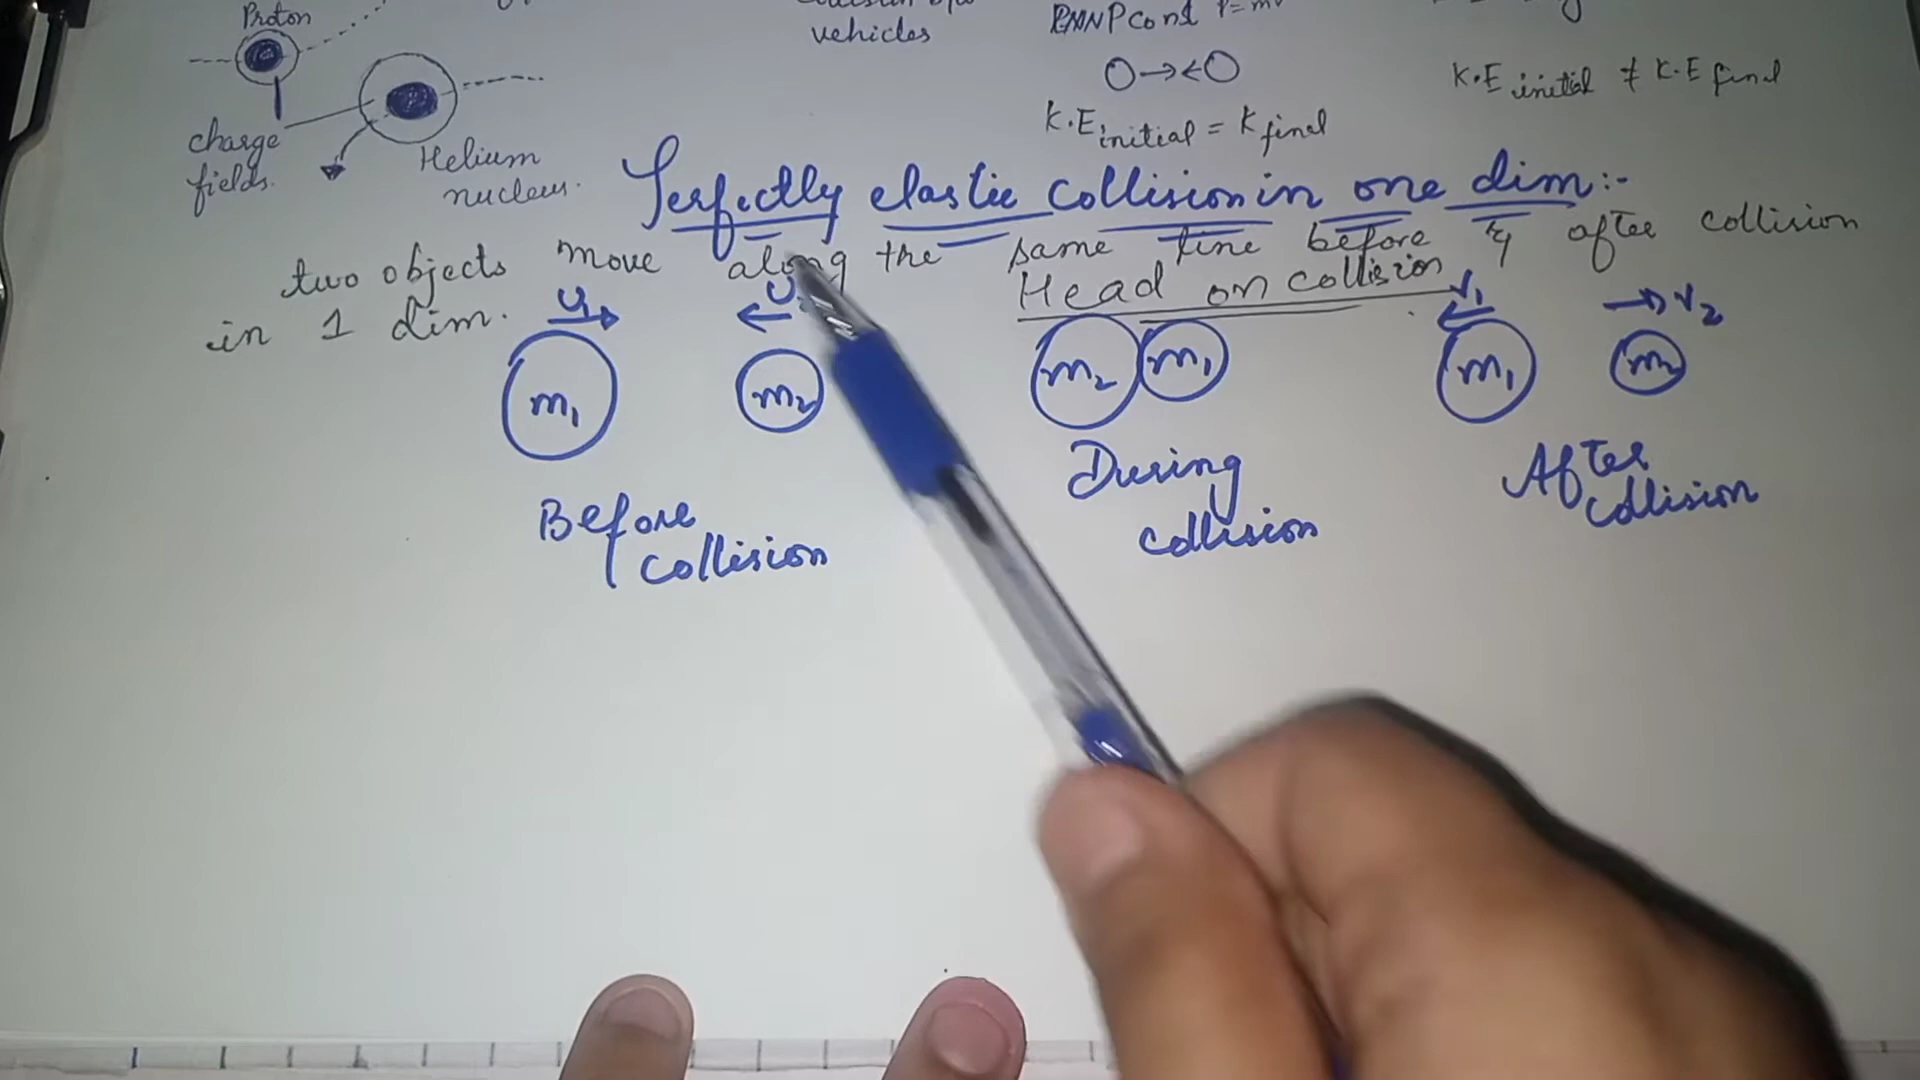 Proton
vehicles
P cont P=mv
K.E initial ≠ K.E final
K.E initial = K final
charge
fields.
Helium
nucleus.
Perfectly elastic collision in one dim:-
two objects move along the same line before & after collision
in 1 dim.
Head on collision
U1
U
V1
V2
m1
m2
m2
m1
m1
m2
Before
collision
During
collision
After
collision